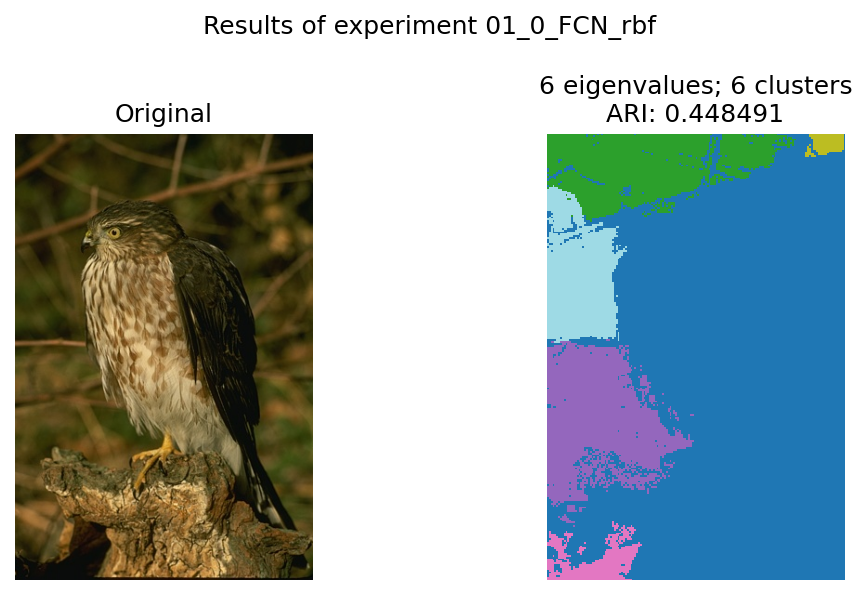 Results of experiment 01_0_FCN_rbf
Original
6 eigenvalues; 6 clusters
ARI: 0.448491